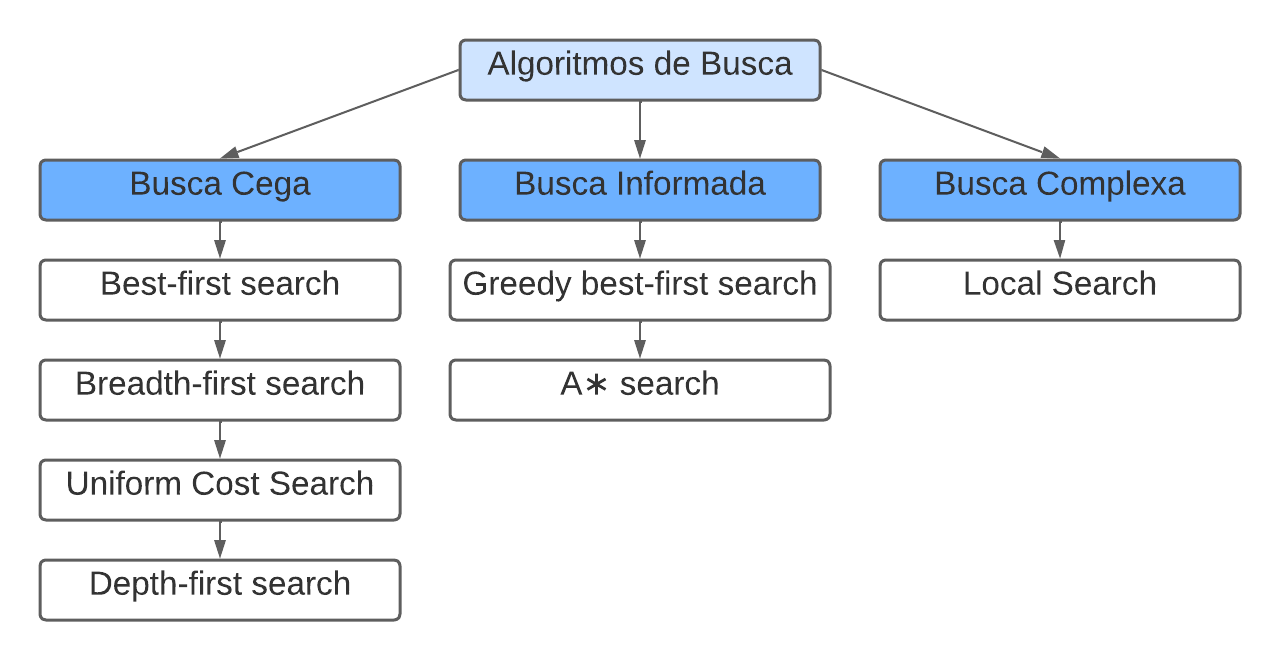 Algoritmos de Busca
Busca Cega
Busca Informada
Busca Complexa
Best-first search
Greedy best-first search
Local Search
Breadth-first search
A∗ search
Uniform Cost Search
Depth-first search